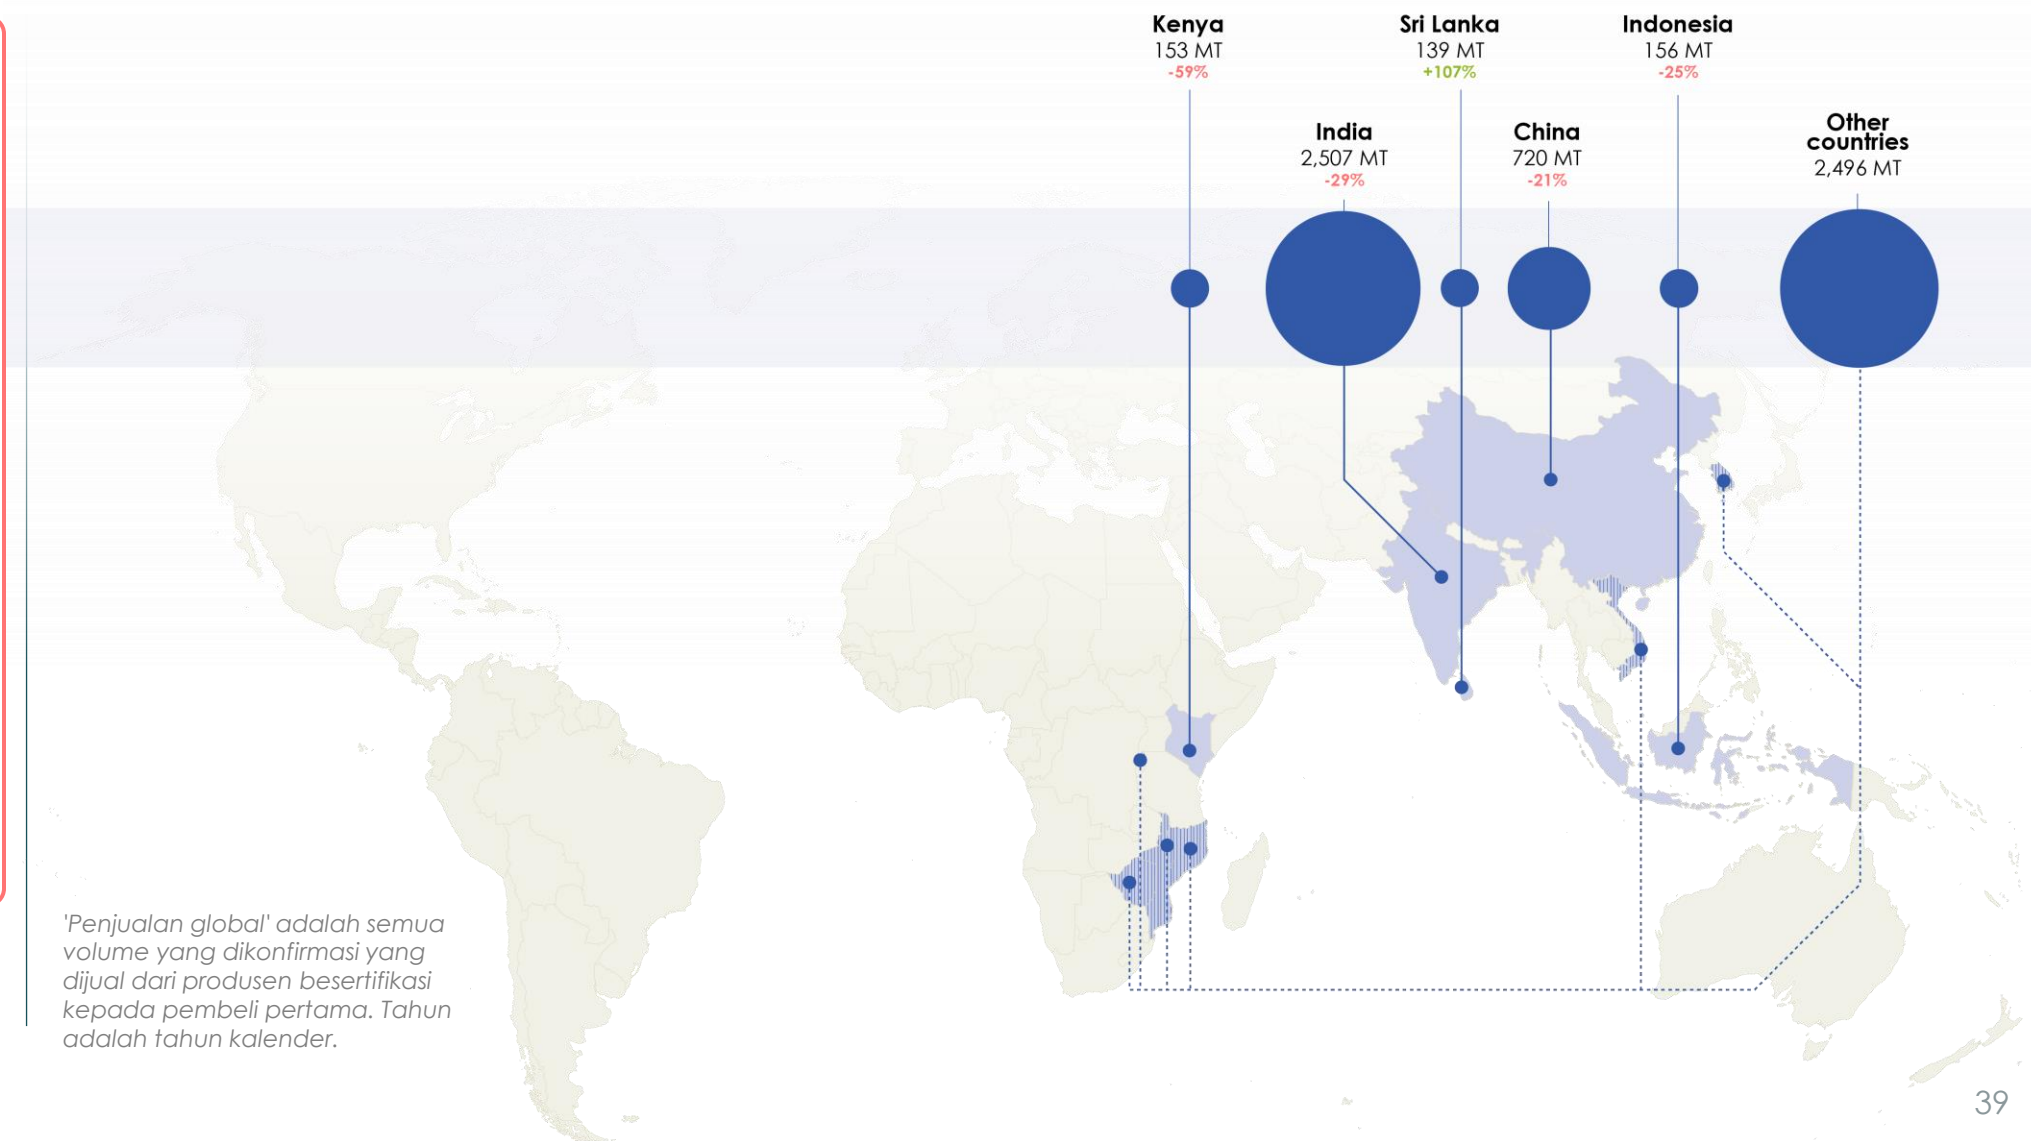 Kenya
153 MT
-59%
Sri Lanka
139 MT
+107%
Indonesia
156 MT
-25%
India
2,507 MT
-29%
China
720 MT
-21%
Other
countries
2,496 MT
'Penjualan global' adalah semua
volume yang dikonfirmasi yang
dijual dari produsen besertifikasi
kepada pembeli pertama. Tahun
adalah tahun kalender.
39